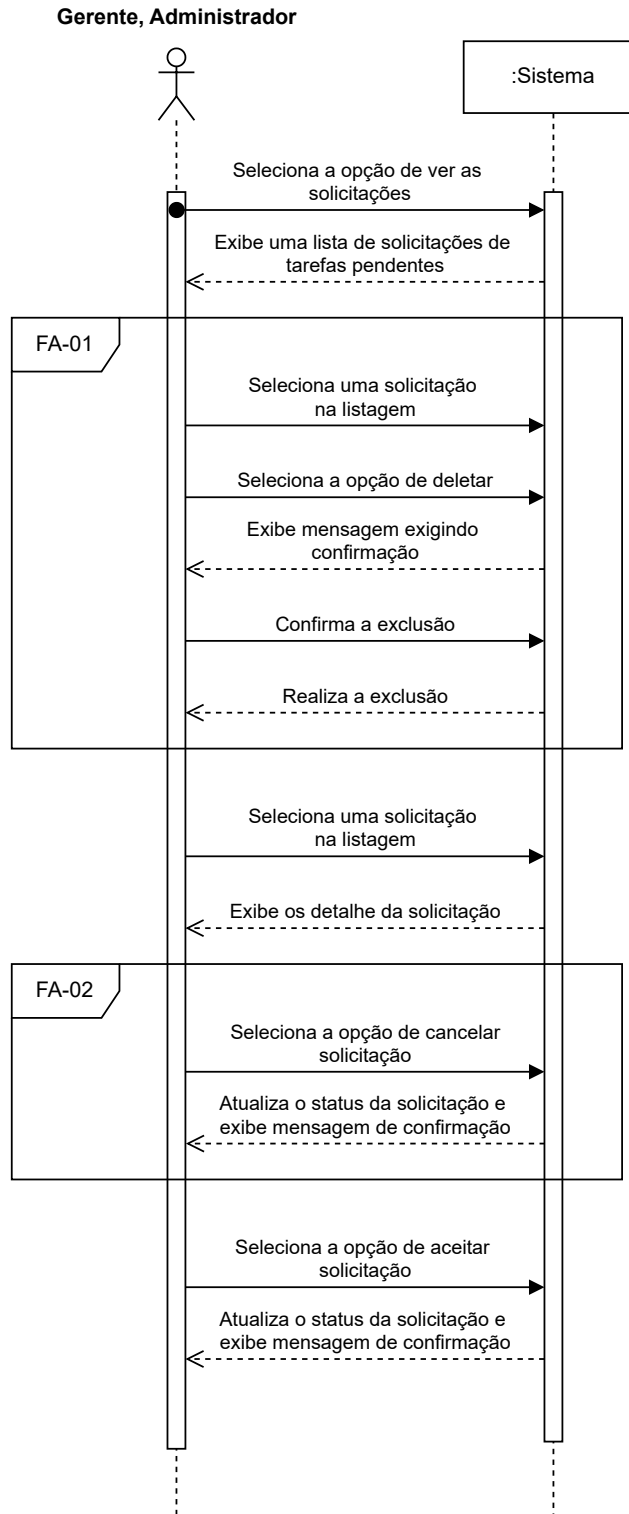 Gerente, Administrador
:Sistema
Seleciona a opção de ver as
solicitações
Exibe uma lista de solicitações de
tarefas pendentes
FA-01
Seleciona uma solicitação
na listagem
Seleciona a opção de deletar
Exibe mensagem exigindo
confirmação
Confirma a exclusão
Realiza a exclusão
Seleciona uma solicitação
na listagem
Exibe os detalhe da solicitação
FA-02
Seleciona a opção de cancelar
solicitação
Atualiza o status da solicitação e
exibe mensagem de confirmação
Seleciona a opção de aceitar
solicitação
Atualiza o status da solicitação e
exibe mensagem de confirmação